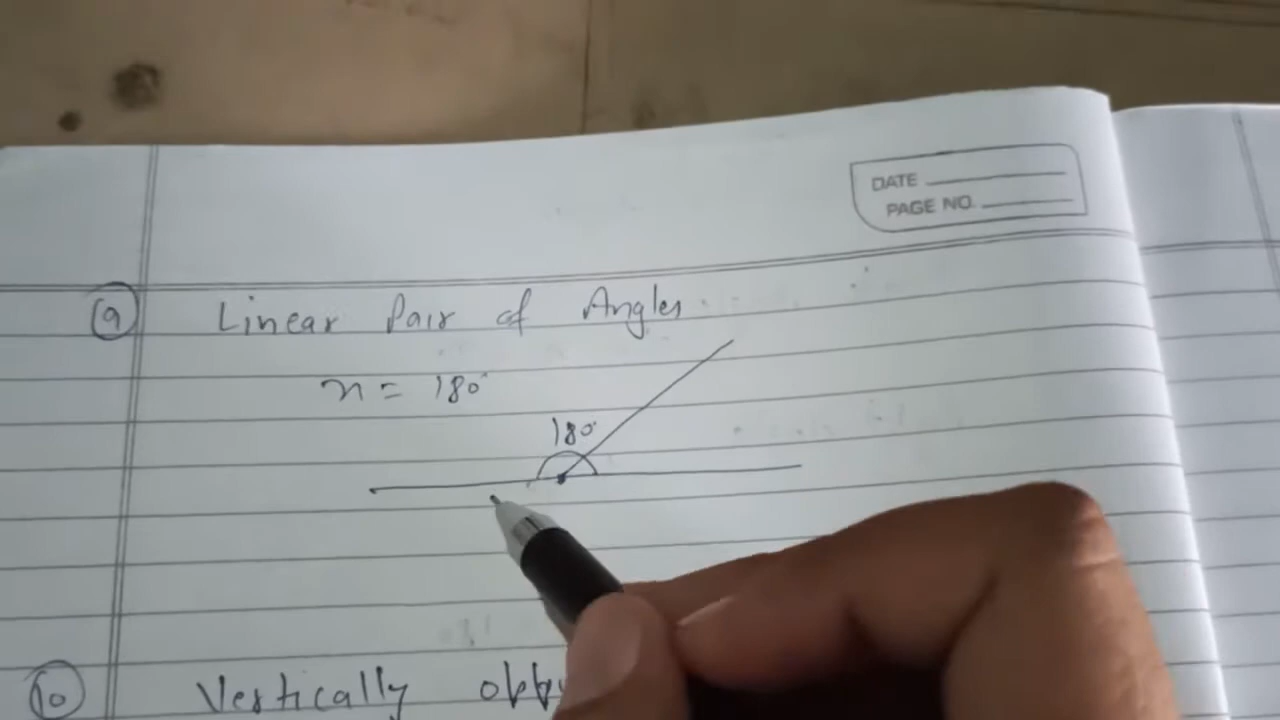 DATE
PAGE NO.
9 Linear Pair of Angles
x = 180°
180°
10 Vertically